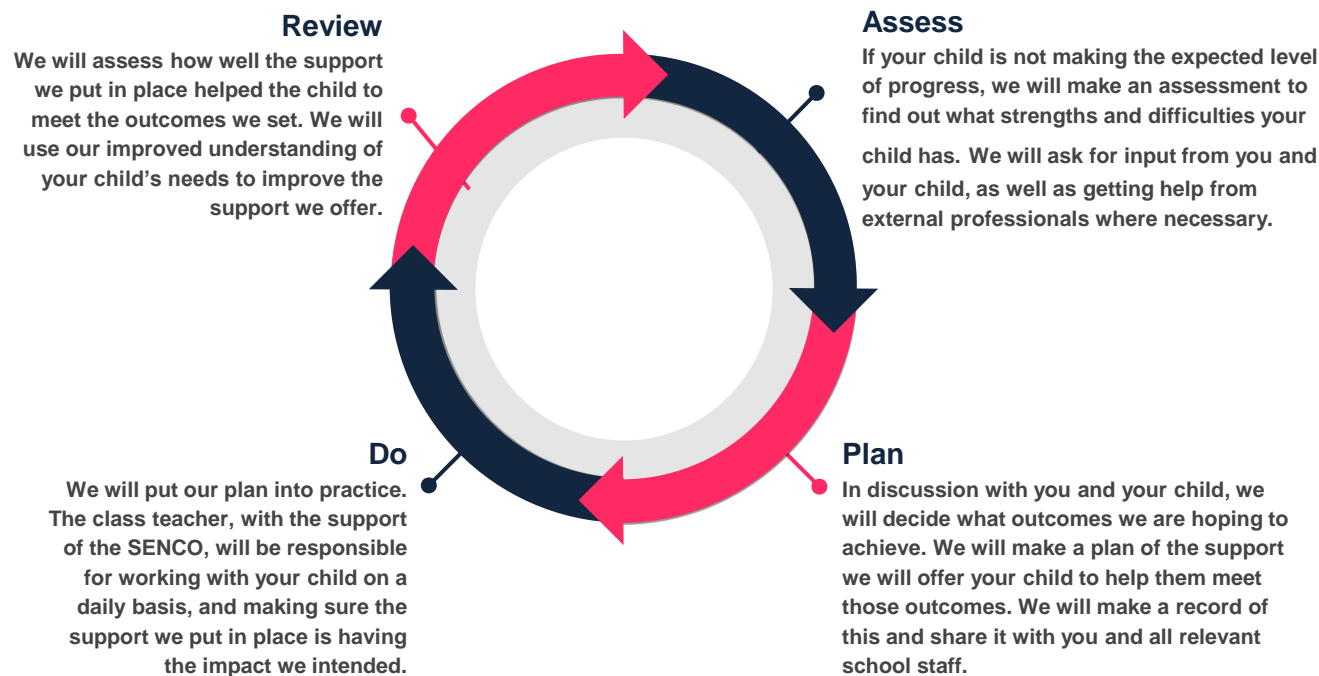 Review
We will assess how well the support
we put in place helped the child to
meet the outcomes we set. We will
use our improved understanding of
your child’s needs to improve the
support we offer.
Assess
If your child is not making the expected level
of progress, we will make an assessment to
find out what strengths and difficulties your
child has. We will ask for input from you and
your child, as well as getting help from
external professionals where necessary.
Do
We will put our plan into practice.
The class teacher, with the support
of the SENCO, will be responsible
for working with your child on a
daily basis, and making sure the
support we put in place is having
the impact we intended.
Plan
In discussion with you and your child, we
will decide what outcomes we are hoping to
achieve. We will make a plan of the support
we will offer your child to help them meet
those outcomes. We will make a record of
this and share it with you and all relevant
school staff.